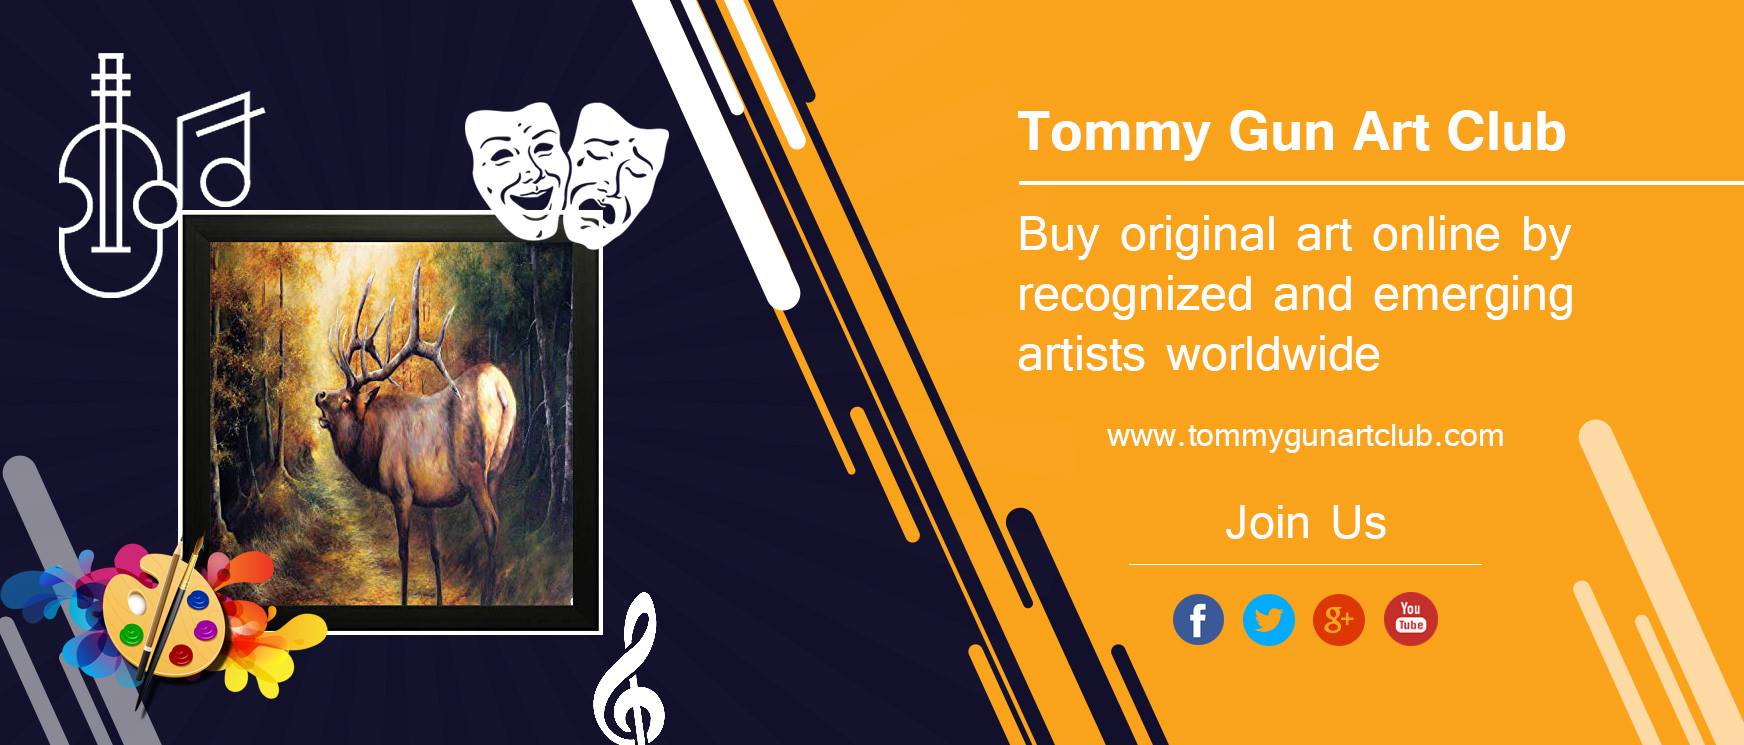 Tommy Gun Art Club
Buy original art online by
recognized and emerging
artists worldwide
www.tommygunartclub.com
Join Us
f
g+
You
Tube